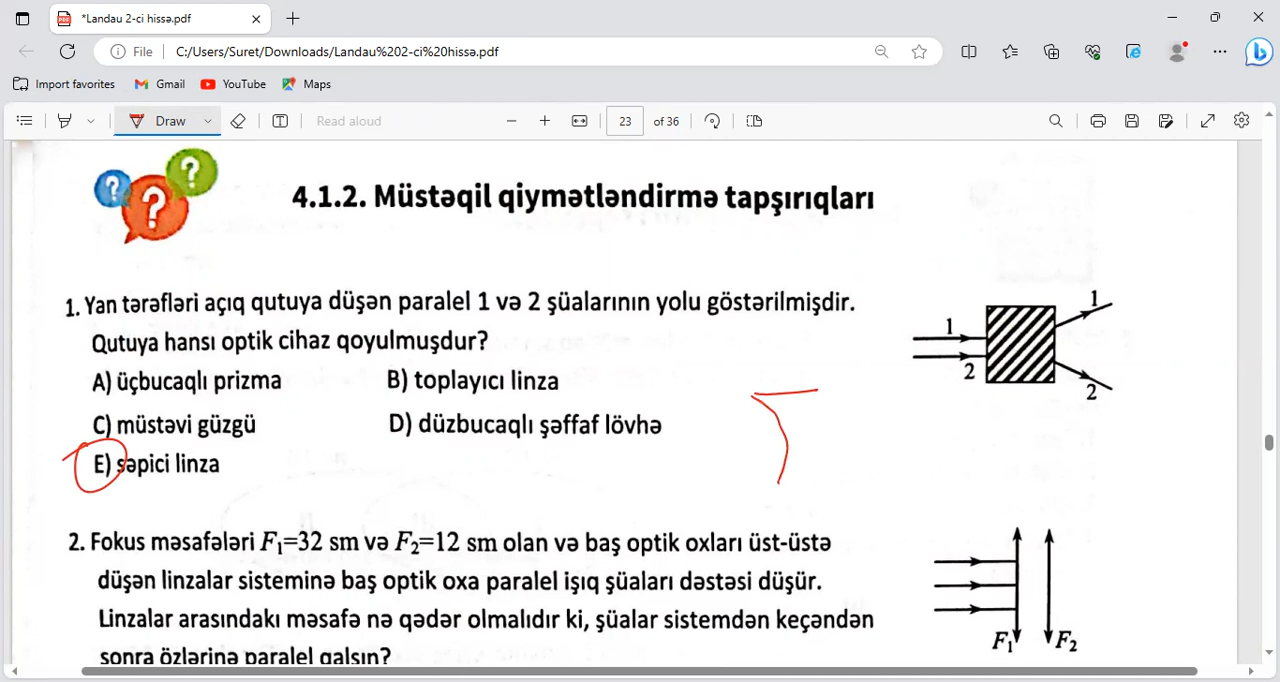 *Landau 2-ci hissə.pdf
File C:/Users/Suret/Downloads/Landau%202-ci%20hissə.pdf
Import favorites Gmail YouTube Maps
Draw 23 of 36
Read aloud
4.1.2. Müstəqil qiymətləndirmə tapşırıqları
1. Yan tərəfləri açıq qutuya düşən paralel 1 və 2 şüalarının yolu göstərilmişdir.
Qutuya hansı optik cihaz qoyulmuşdur?
A) üçbucaqlı prizma B) toplayıcı linza
C) müstəvi güzgü D) düzbucaqlı şəffaf lövhə
E) səpici linza
1
2
1
2
2. Fokus məsafələri F₁=32 sm və F₂=12 sm olan və baş optik oxları üst-üstə
düşən linzalar sisteminə baş optik oxa paralel işıq şüaları dəstəsi düşür.
Linzalar arasındakı məsafə nə qədər olmalıdır ki, şüalar sistemdən keçəndən
sonra özlərinə paralel qalsın?
F₁ F₂